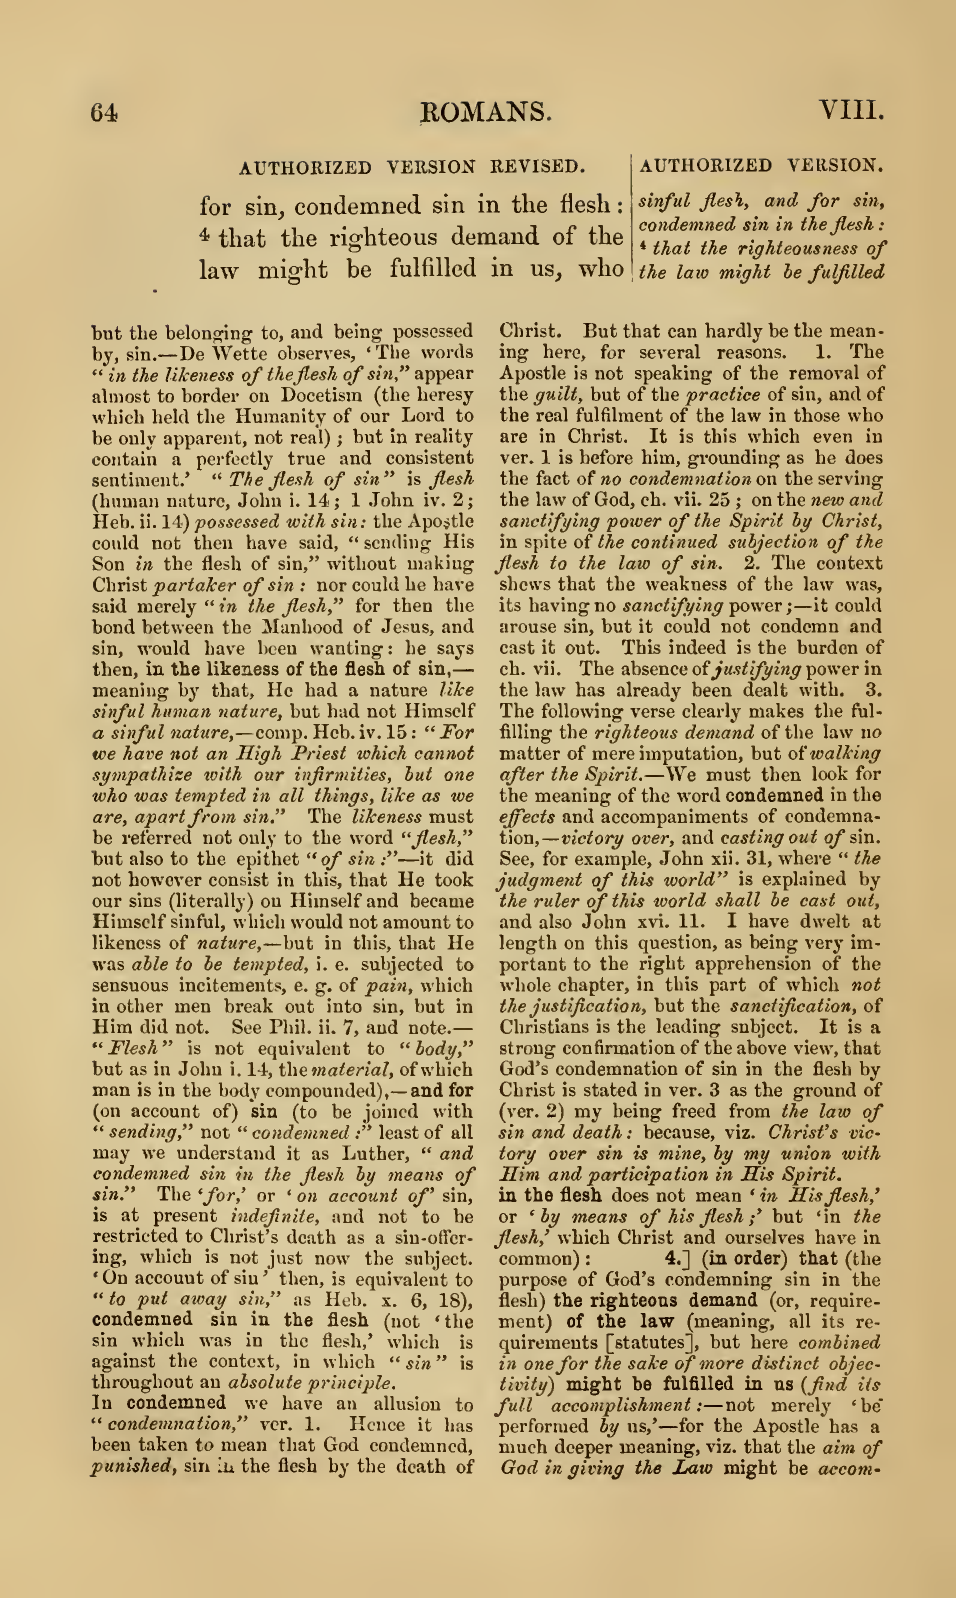 64
ROMANS.
VIII.
AUTHORIZED VERSION REVISED.
for sin, condemned sin in the flesh:
4 that the righteous demand of the
law might be fulfilled in us, who
AUTHORIZED VERSION.
sinful flesh, and for sin,
condemned sin in the flesh:
4 that the righteousness of
the law might be fulfilled
but the belonging to, and being possessed
by, sin.—De Wette observes, ‘The words
“in the likeness of the flesh of sin,” appear
almost to border on Docetism (the heresy
which held the Humanity of our Lord to
be only apparent, not real); but in reality
contain a perfectly true and consistent
sentiment.’ “The flesh of sin” is flesh
(human nature, John i. 14; 1 John iv. 2;
Heb. ii. 14) possessed with sin: the Apostle
could not then have said, “sending His
Son in the flesh of sin,” without making
Christ partaker of sin: nor could he have
said merely “in the flesh,” for then the
bond between the Manhood of Jesus, and
sin, would have been wanting: he says
then, in the likeness of the flesh of sin,—
meaning by that, He had a nature like
sinful human nature, but had not Himself
a sinful nature,—comp. Heb. iv. 15: “For
we have not an High Priest which cannot
sympathize with our infirmities, but one
who was tempted in all things, like as we
are, apart from sin.” The likeness must
be referred not only to the word “flesh,”
but also to the epithet “of sin:”—it did
not however consist in this, that He took
our sins (literally) on Himself and became
Himself sinful, which would not amount to
likeness of nature,—but in this, that He
was able to be tempted, i. e. subjected to
sensuous incitements, e. g. of pain, which
in other men break out into sin, but in
Him did not. See Phil. ii. 7, and note.—
“Flesh” is not equivalent to “body,”
but as in John i. 14, the material, of which
man is in the body compounded),—and for
(on account of) sin (to be joined with
“sending,” not “condemned:” least of all
may we understand it as Luther, “and
condemned sin in the flesh by means of
sin.” The ‘for,’ or ‘on account of’ sin,
is at present indefinite, and not to be
restricted to Christ's death as a sin-offer-
ing, which is not just now the subject.
‘On account of sin’ then, is equivalent to
“to put away sin,” as Heb. x. 6, 18),
condemned sin in the flesh (not ‘the
sin which was in the flesh,’ which is
against the context, in which “sin” is
throughout an absolute principle.
In condemned we have an allusion to
“condemnation,” ver. 1. Hence it has
been taken to mean that God condemned,
punished, sin in the flesh by the death of
Christ. But that can hardly be the mean-
ing here, for several reasons. 1. The
Apostle is not speaking of the removal of
the guilt, but of the practice of sin, and of
the real fulfilment of the law in those who
are in Christ. It is this which even in
ver. 1 is before him, grounding as he does
the fact of no condemnation on the serving
the law of God, ch. vii. 25; on the new and
sanctifying power of the Spirit by Christ,
in spite of the continued subjection of the
flesh to the law of sin. 2. The context
shews that the weakness of the law was,
its having no sanctifying power;—it could
arouse sin, but it could not condemn and
cast it out. This indeed is the burden of
ch. vii. The absence of justifying power in
the law has already been dealt with. 3.
The following verse clearly makes the ful-
filling the righteous demand of the law no
matter of mere imputation, but of walking
after the Spirit.—We must then look for
the meaning of the word condemned in the
effects and accompaniments of condemna-
tion,—victory over, and casting out of sin.
See, for example, John xii. 31, where “the
judgment of this world” is explained by
the ruler of this world shall be cast out,
and also John xvi. 11. I have dwelt at
length on this question, as being very im-
portant to the right apprehension of the
whole chapter, in this part of which not
the justification, but the sanctification, of
Christians is the leading subject. It is a
strong confirmation of the above view, that
God's condemnation of sin in the flesh by
Christ is stated in ver. 3 as the ground of
(ver. 2) my being freed from the law of
sin and death: because, viz. Christ's vic-
tory over sin is mine, by my union with
Him and participation in His Spirit.
in the flesh does not mean ‘in His flesh,’
or ‘by means of his flesh;’ but ‘in the
flesh,’ which Christ and ourselves have in
common): 4.] (in order) that (the
purpose of God's condemning sin in the
flesh) the righteous demand (or, require-
ment) of the law (meaning, all its re-
quirements [statutes], but here combined
in one for the sake of more distinct objec-
tivity) might be fulfilled in us (find its
full accomplishment:—not merely ‘be
performed by us,’—for the Apostle has a
much deeper meaning, viz. that the aim of
God in giving the Law might be accom-